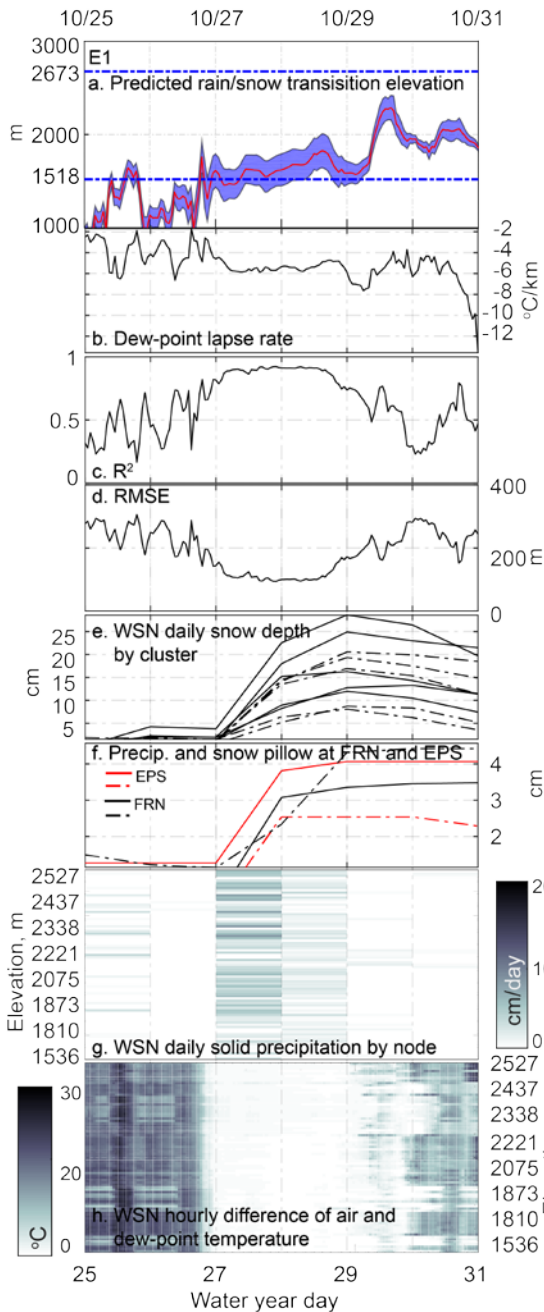 10/25 10/27 10/29 10/31
3000
E1
2673
a. Predicted rain/snow transisition elevation
m
2000
1518
1000
-2
-4
-6
-8
-10
-12
°C/km
b. Dew-point lapse rate
1
0.5
0
c. R²
d. RMSE
400
200
m
0
e. WSN daily snow depth
by cluster
25
20
15
10
5
cm
f. Precip. and snow pillow at FRN and EPS
EPS
FRN
4
3
2
cm
2527
2437
2338
2221
2075
1873
1810
1536
Elevation, m
g. WSN daily solid precipitation by node
20
10
0
cm/day
30
20
10
0
°C
2527
2437
2338
2221
2075
1873
1810
1536
h. WSN hourly difference of air and
dew-point temperature
25 27 29 31
Water year day